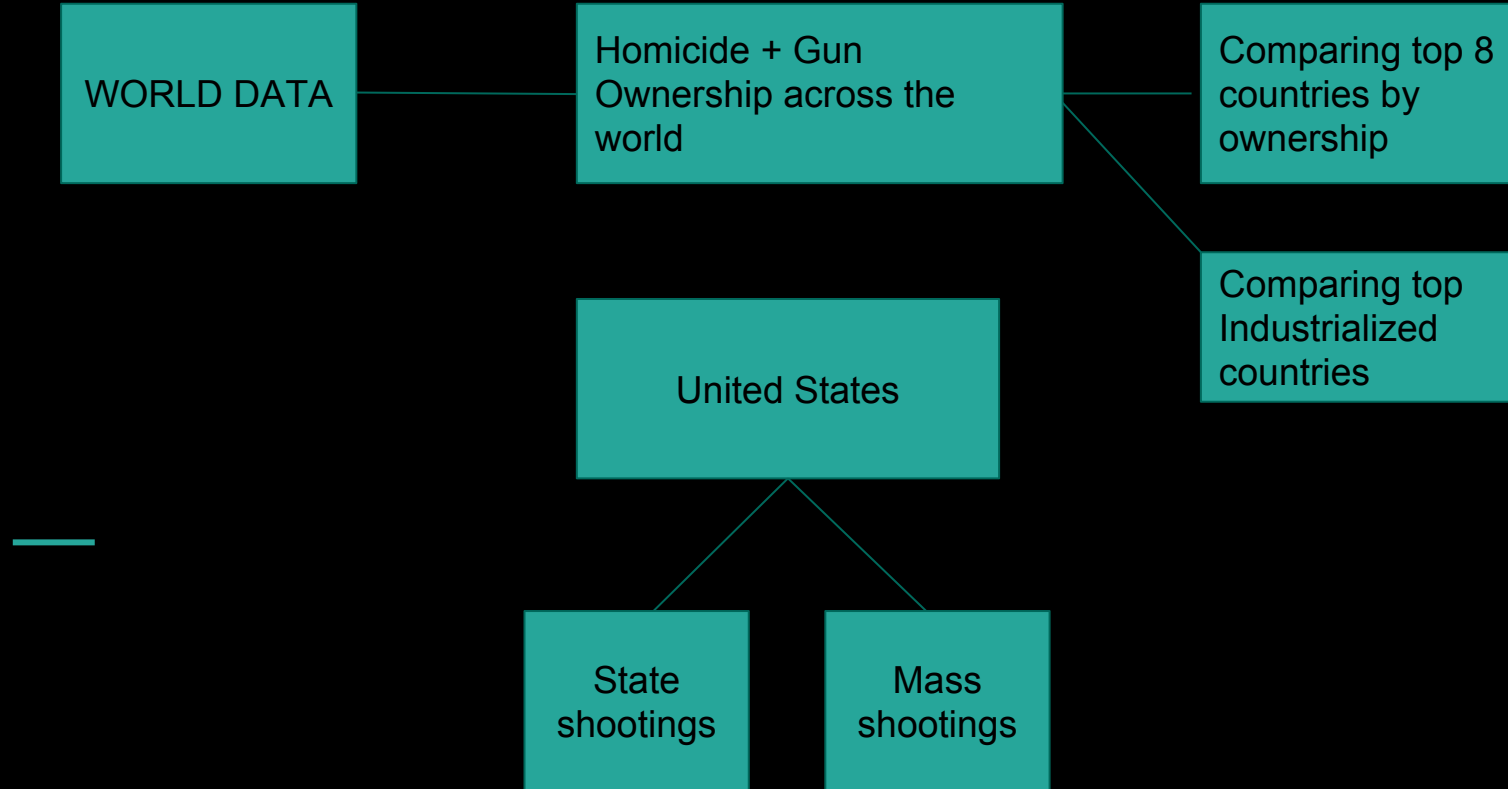 WORLD DATA
Homicide + Gun
Ownership across the
world
Comparing top 8
countries by
ownership
Comparing top
Industrialized
countries
United States
State
shootings
Mass
shootings